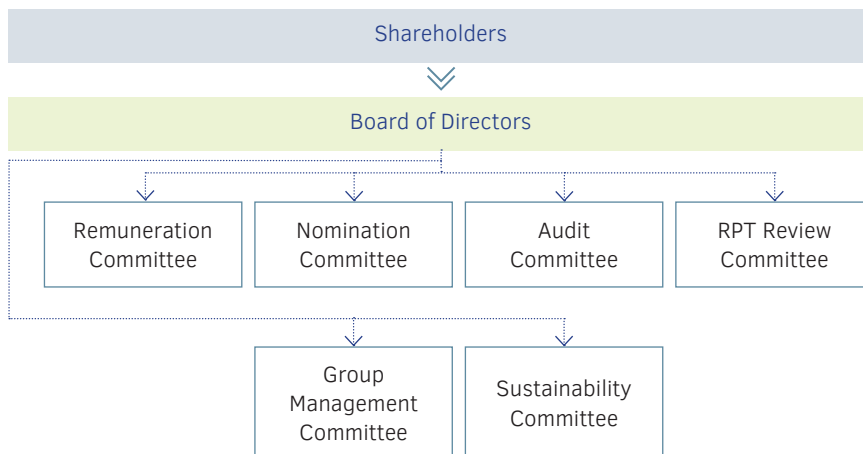 Shareholders
Board of Directors
Remuneration
Committee
Nomination
Committee
Audit
Committee
RPT Review
Committee
Group
Management
Committee
Sustainability
Committee